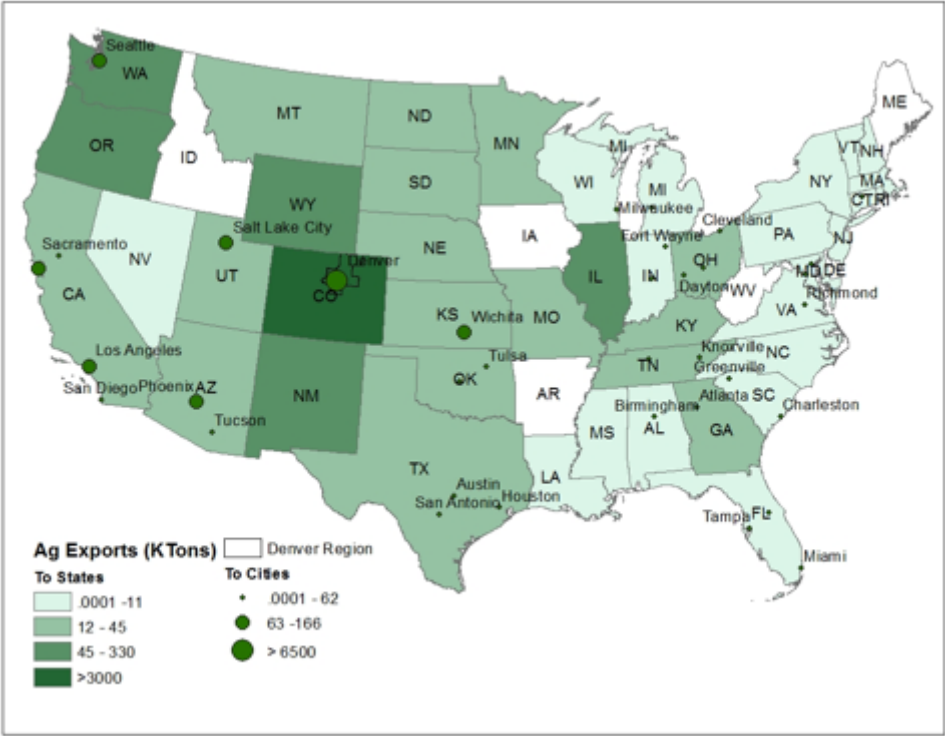 Seattle
WA
ME
MT
ND
OR
MN
VT
NH
ID
MI
MA
SD
WI
MI
NY
CT
RI
WY
Milwaukee
Salt Lake City
Cleveland
IA
PA
Sacramento
Fort Wayne
NJ
NE
NV
Denver
OH
UT
IL
IN
MD
DE
CA
CO
Dayton
WV
Richmond
KS
Wichita
MO
VA
KY
Los Angeles
Knoxville
NC
Tulsa
TN
Greenville
San Diego
Phoenix
AZ
OK
NM
AR
Atlanta
SC
Birmingham
Charleston
Tucson
MS
AL
GA
TX
LA
Austin
San Antonio
Houston
Tampa
FL
Miami
Ag Exports (KTons)
Denver Region
To States
To Cities
.0001 -11
.0001 - 62
12 - 45
63 -166
45 - 330
> 6500
>3000